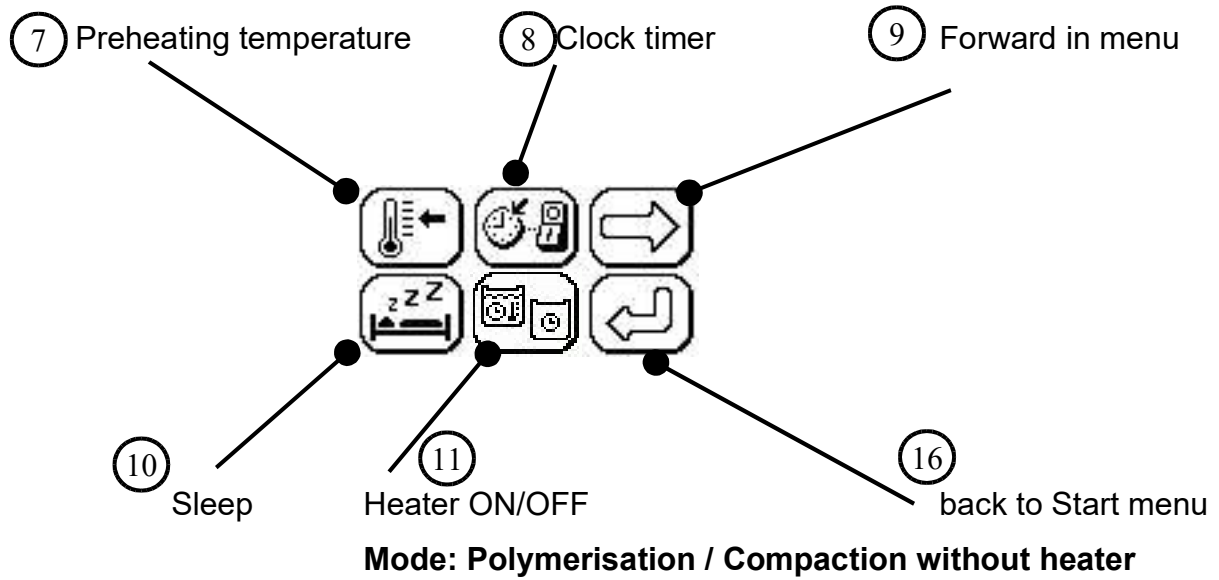 7 Preheating temperature
8 Clock timer
9 Forward in menu
z z Z
10
Sleep
11
Heater ON/OFF
16
back to Start menu
Mode: Polymerisation / Compaction without heater